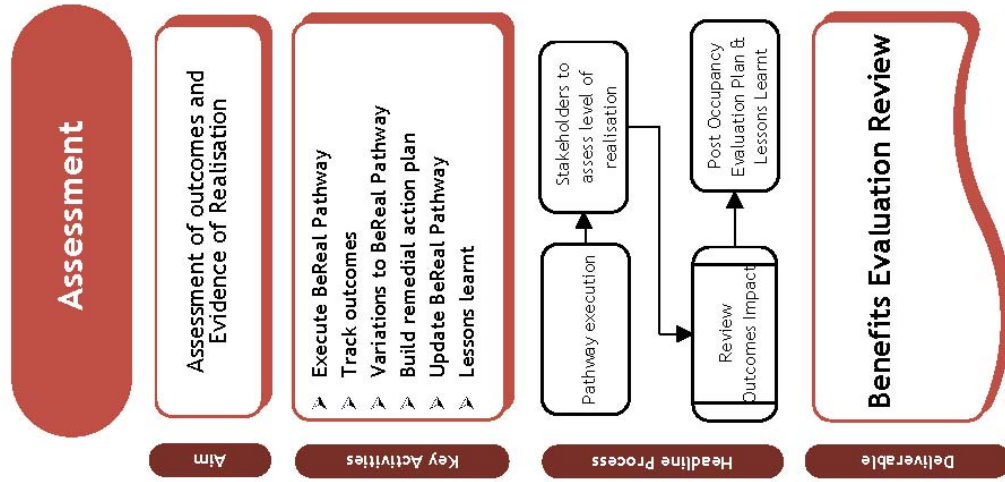 Assessment
Aim
Assessment of outcomes and
Evidence of Realisation
Key Activities
Execute BeReal Pathway
Track outcomes
Variations to BeReal Pathway
Build remedial action plan
Update BeReal Pathway
Lessons learnt
Headline Process
Pathway execution
Stakeholders to
assess level of
realisation
Review
Outcomes Impact
Post Occupancy
Evaluation Plan &
Lessons Learnt
Deliverable
Benefits Evaluation Review